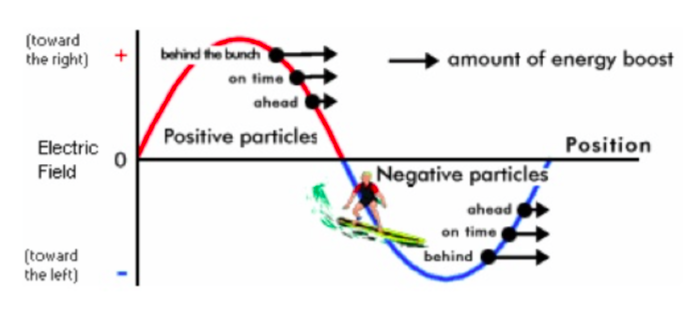 (toward
the right)
+
behind the bunch
on time
ahead
amount of energy boost
Positive particles
Electric
Field
0
Position
Negative particles
ahead
on time
behind
(toward
the left)
-